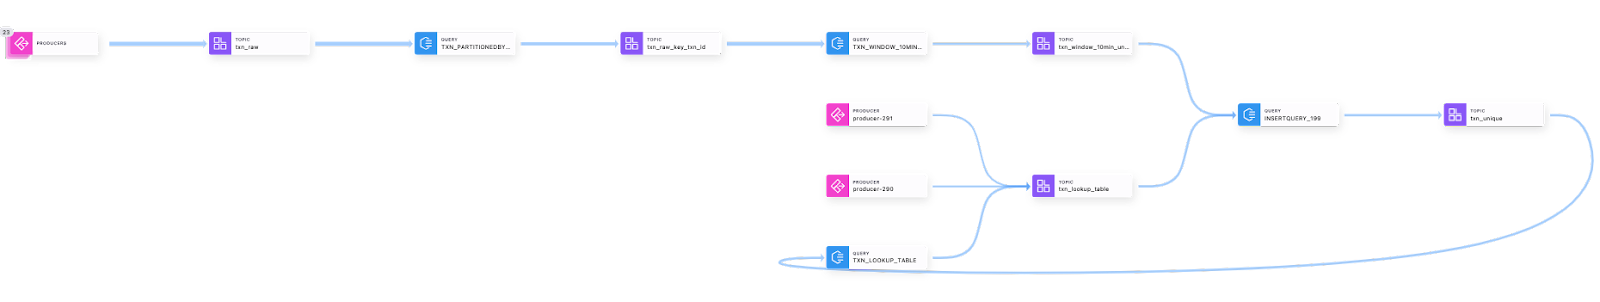 23
PRODUCERS
TOPIC
txn_raw
QUERY
TXN_PARTITIONEDBY...
TOPIC
txn_raw_key_txn_id
QUERY
TXN_WINDOW_10MIN...
TOPIC
txn_window_10min_un...
PRODUCER
producer-291
QUERY
INSERTQUERY_199
TOPIC
txn_unique
PRODUCER
producer-290
TOPIC
txn_lookup_table
QUERY
TXN_LOOKUP_TABLE